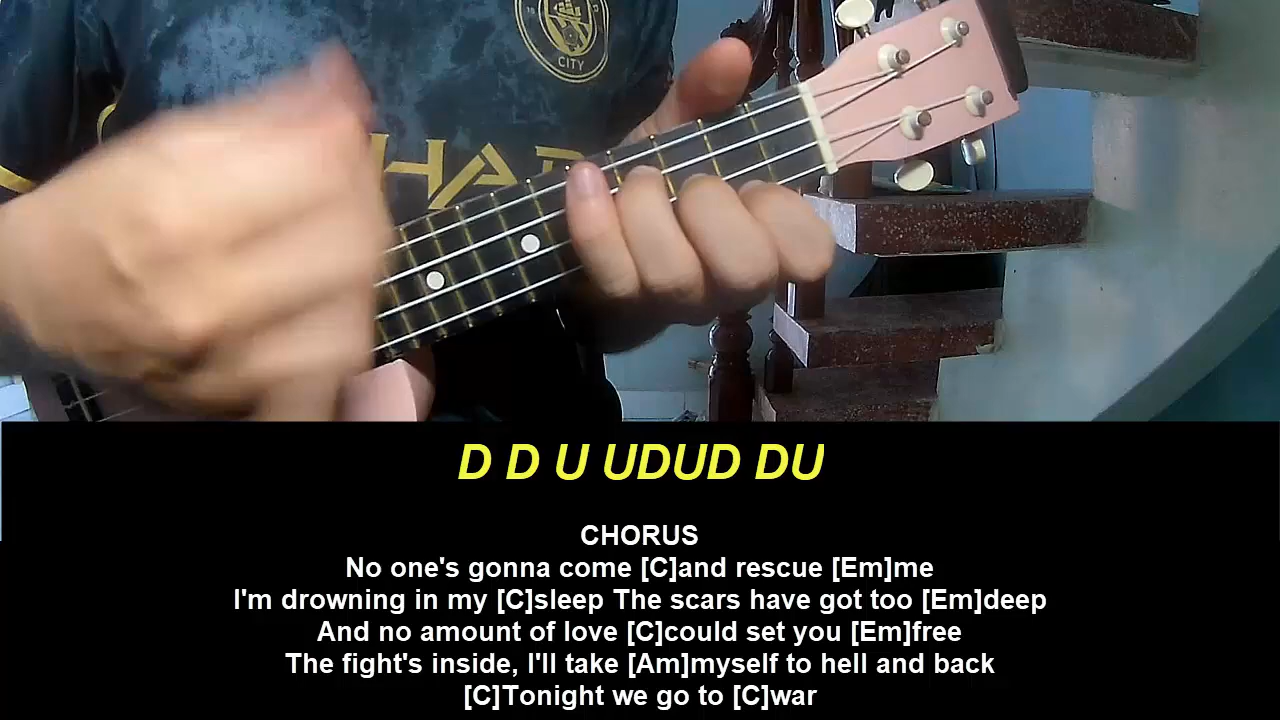 CITY
HAD
D D U UDUD DU
CHORUS
No one's gonna come [C]and rescue [Em]me
I'm drowning in my [C]sleep The scars have got too [Em]deep
And no amount of love [C]could set you [Em]free
The fight's inside, I'll take [Am]myself to hell and back
[C]Tonight we go to [C]war